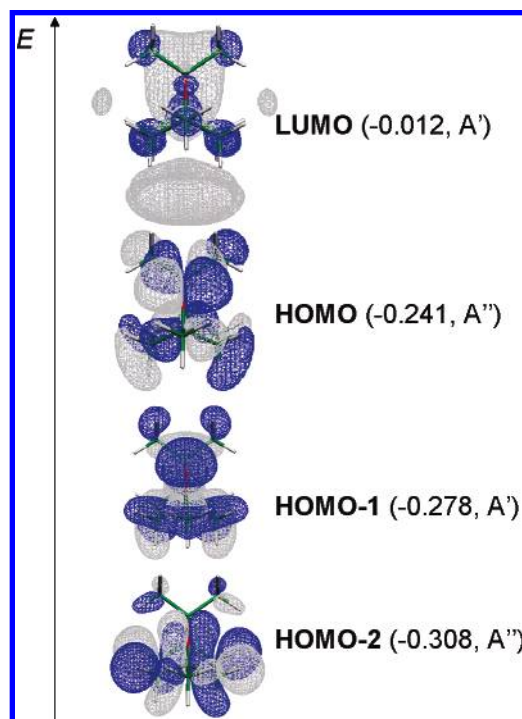 E
LUMO (-0.012, A')
HOMO (-0.241, A'')
HOMO-1 (-0.278, A')
HOMO-2 (-0.308, A'')